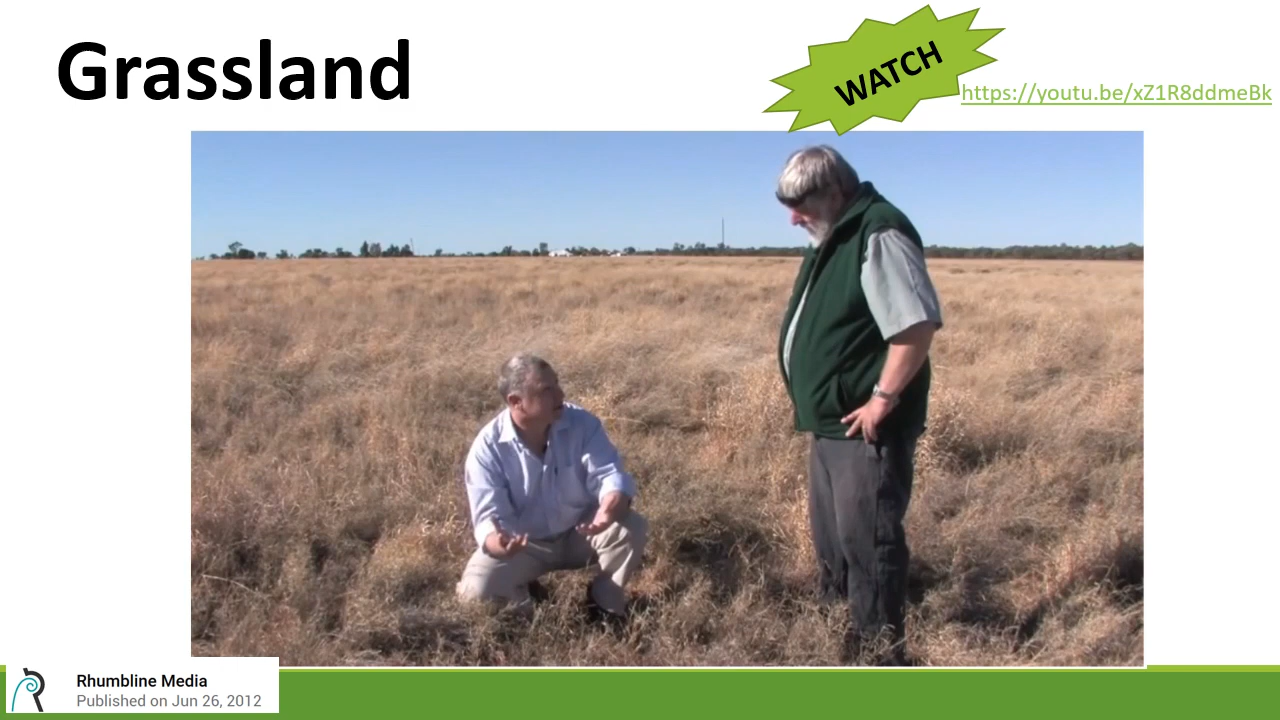 Grassland
WATCH
https://youtu.be/xZ1R8ddmeBk
Rhumbline Media
Published on Jun 26, 2012